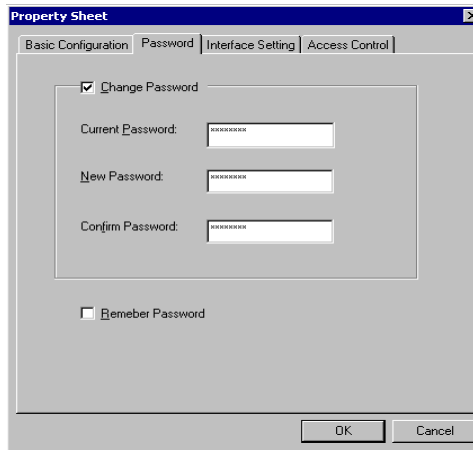 Property Sheet
Basic Configuration Password Interface Setting Access Control
Change Password
Current Password: ********
New Password: ********
Confirm Password: ********
Remeber Password
OK Cancel